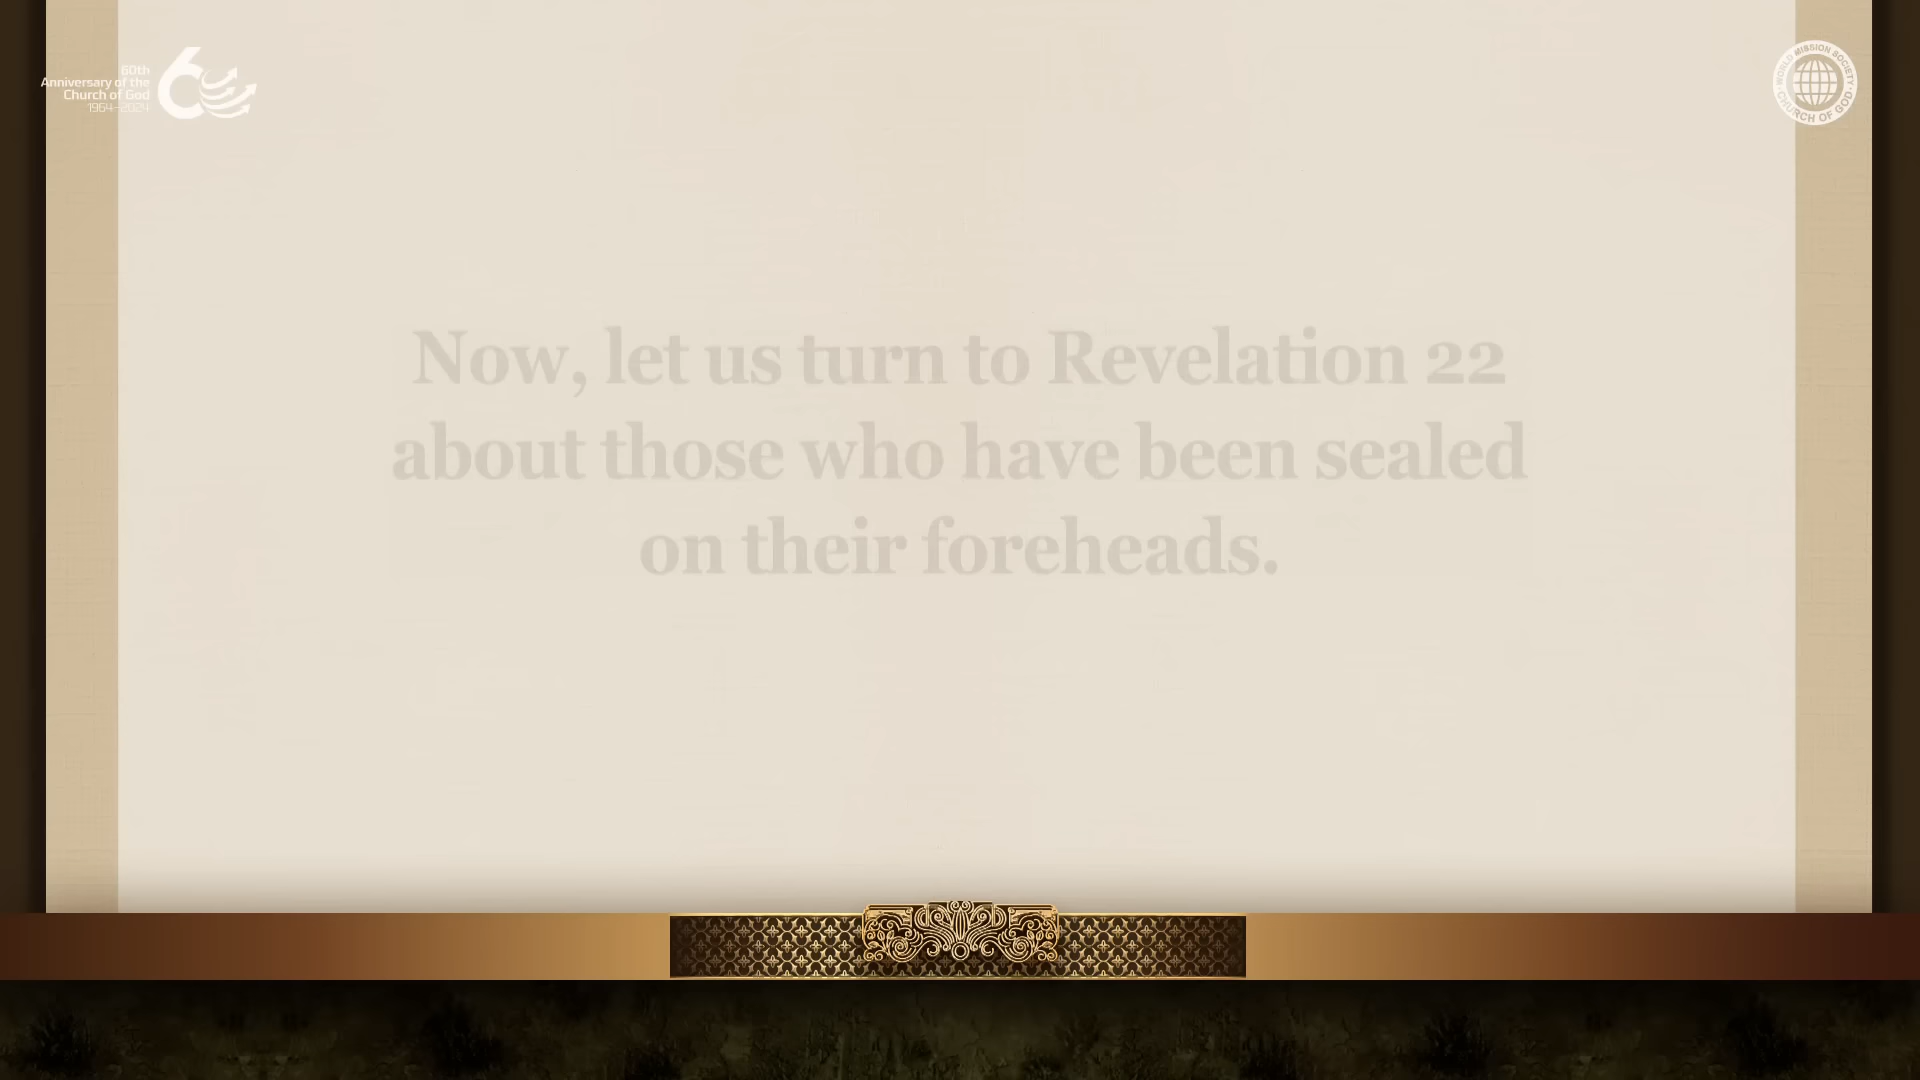 60th
Anniversary of the
Church of God
1964-2024
60
WORLD MISSION SOCIETY
CHURCH OF GOD
Now, let us turn to Revelation 22
about those who have been sealed
on their foreheads.